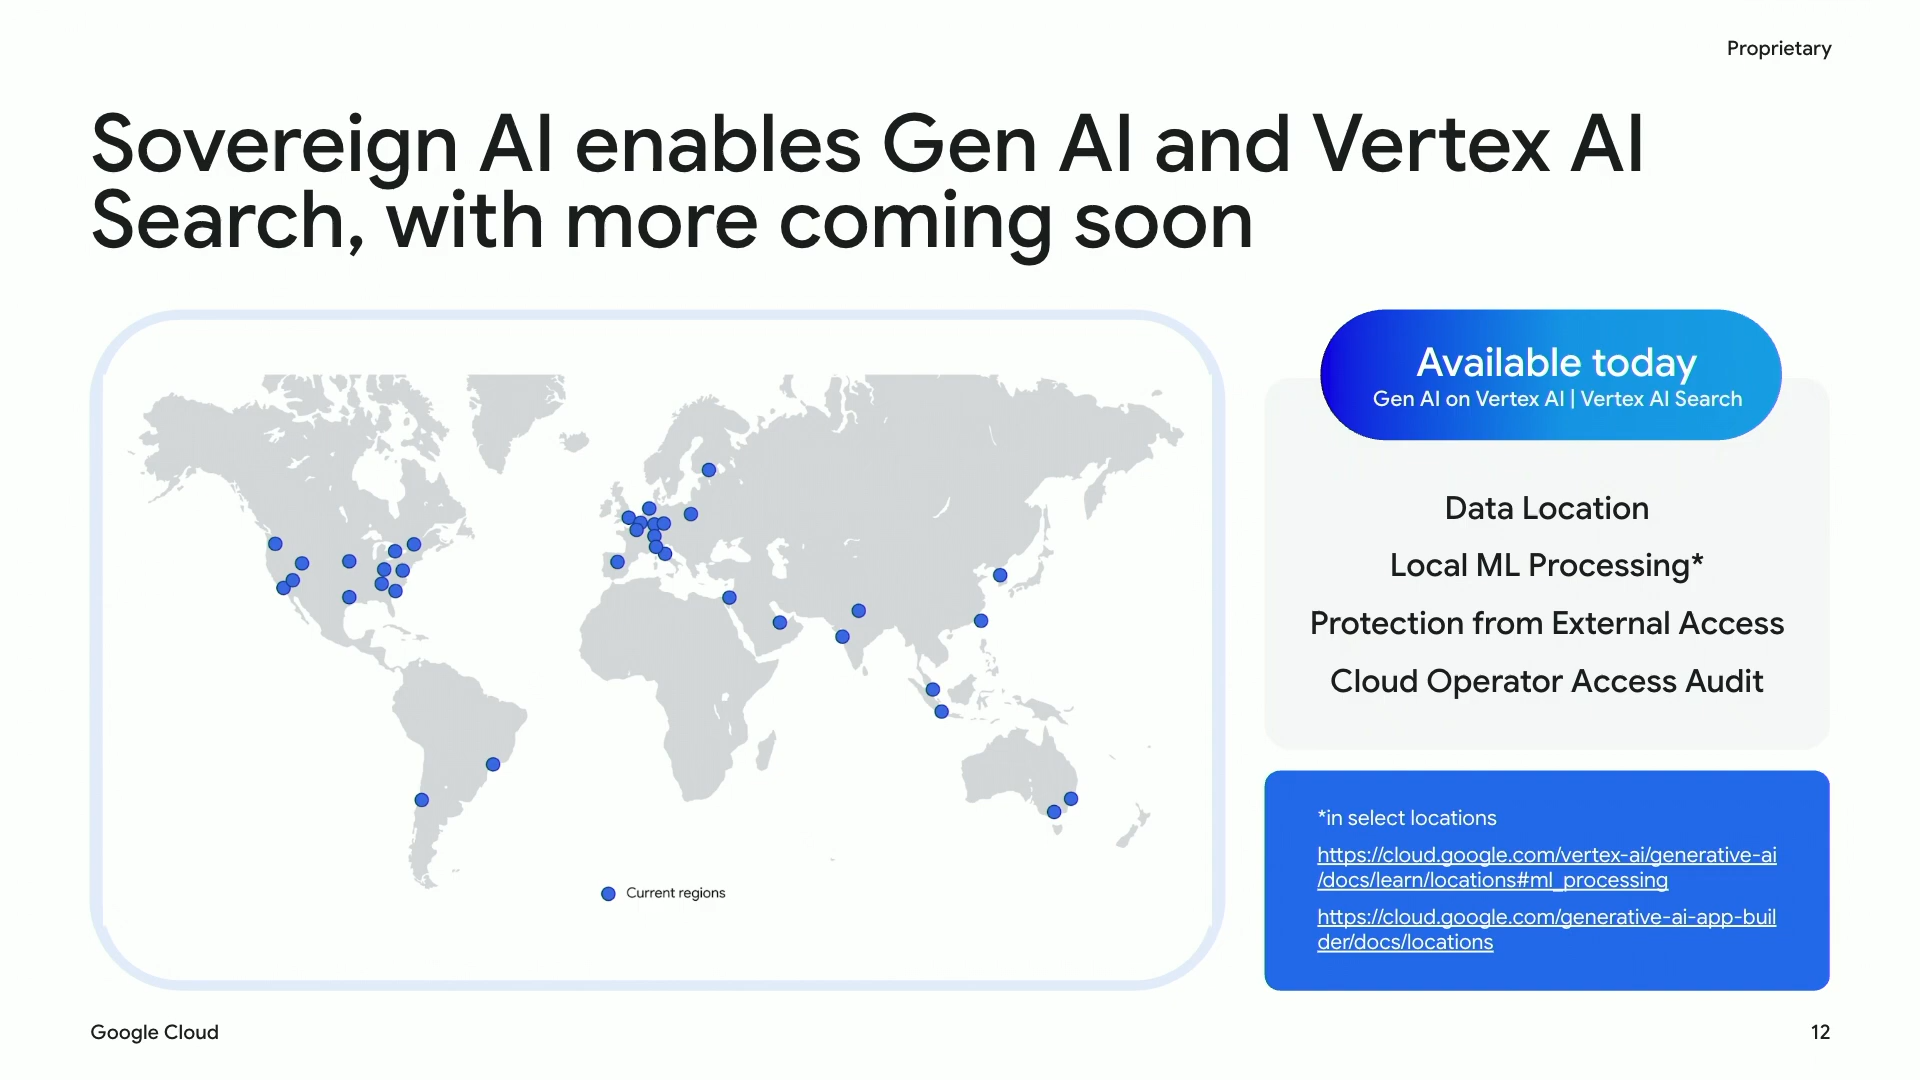 Proprietary
Sovereign AI enables Gen AI and Vertex AI
Search, with more coming soon
Current regions
Available today
Gen AI on Vertex AI | Vertex AI Search
Data Location
Local ML Processing*
Protection from External Access
Cloud Operator Access Audit
*in select locations
https://cloud.google.com/vertex-ai/generative-ai
/docs/learn/locations#ml_processing
https://cloud.google.com/generative-ai-app-buil
der/docs/locations
Google Cloud
12